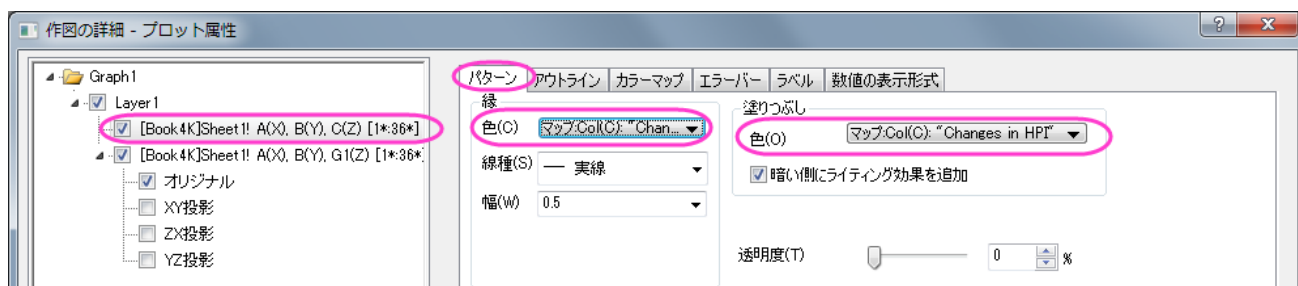 作図の詳細 - プロット属性
Graph1
Layer1
[Book4K]Sheet1! A(X), B(Y), C(Z) [1*:36*]
[Book4K]Sheet1! A(X), B(Y), G1(Z) [1*:36*]
オリジナル
XY投影
ZX投影
YZ投影
パターン アウトライン カラーマップ エラーバー ラベル 数値の表示形式
縁
色(C) マップ:Col(C): "Chan...
線種(S) 実線
幅(W) 0.5
塗りつぶし
色(O) マップ:Col(C): "Changes in HPI"
暗い側にライティング効果を追加
透明度(T) 0 %